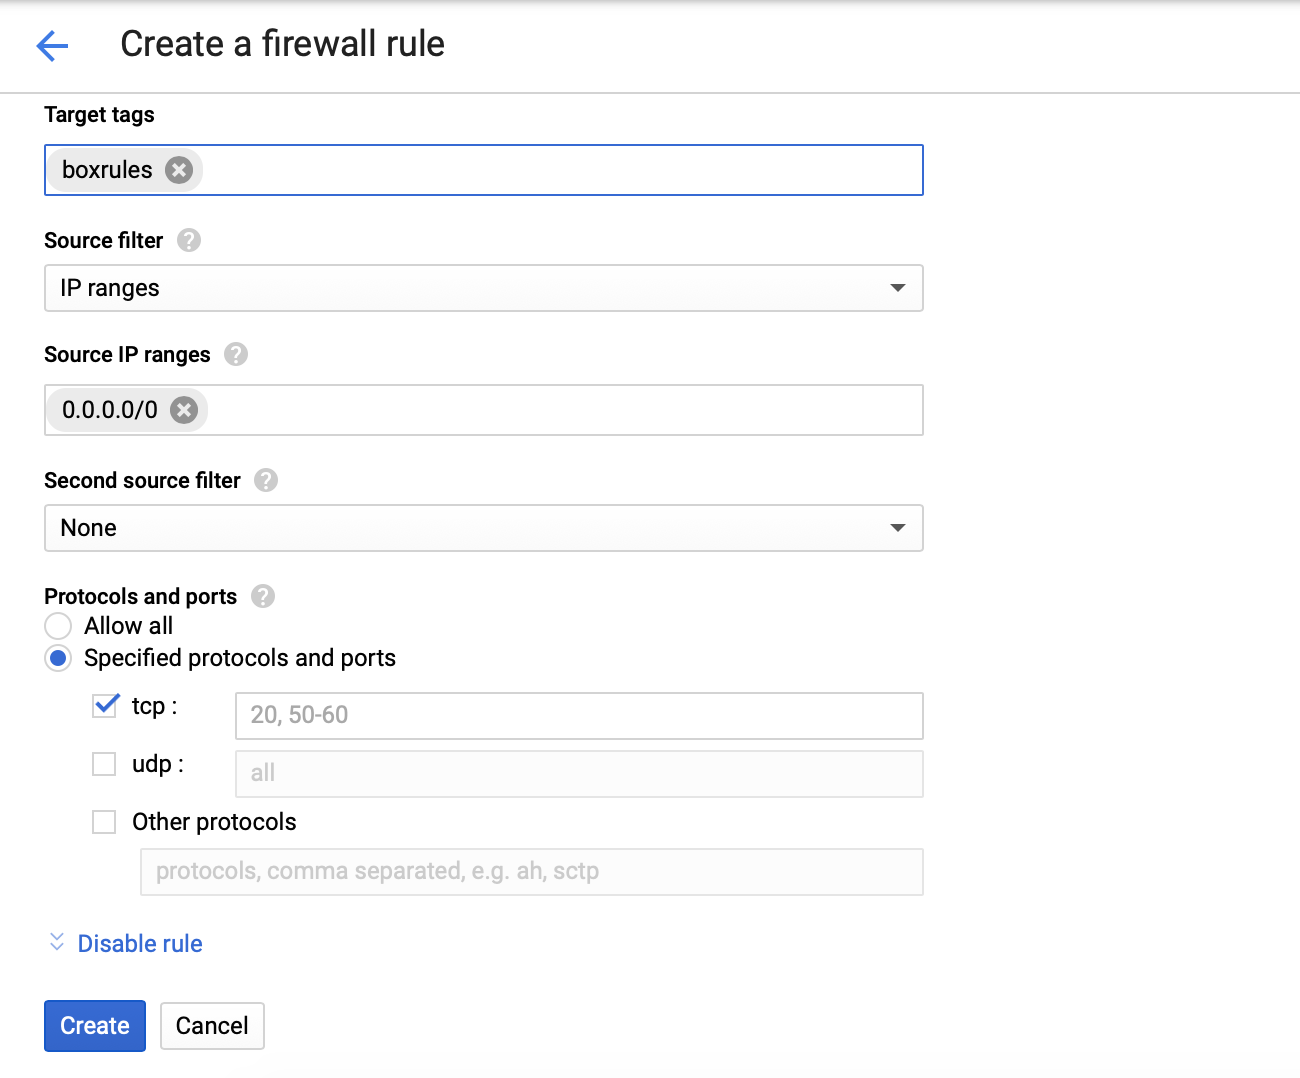 Create a firewall rule
Target tags
boxrules
Source filter ?
IP ranges
Source IP ranges ?
0.0.0.0/0
Second source filter ?
None
Protocols and ports ?
Allow all
Specified protocols and ports
tcp : 20, 50-60
udp : all
Other protocols
protocols, comma separated, e.g. ah, sctp
Disable rule
Create Cancel